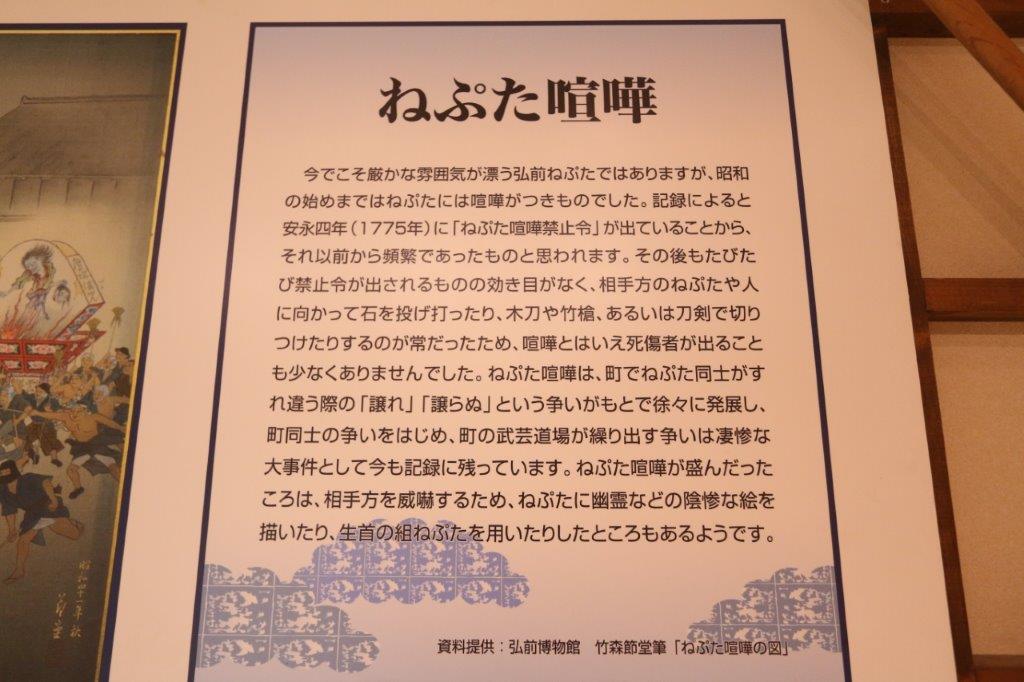 ねぷた喧嘩
今でこそ厳かな雰囲気が漂う弘前ねぷたではありますが、昭和
の始めまではねぷたには喧嘩がつきものでした。記録によると
安永四年(1775年)に「ねぷた喧嘩禁止令」が出ていることから、
それ以前から頻繁であったものと思われます。その後もたびた
び禁止令が出されるものの効き目がなく、相手方のねぷたや人
に向かって石を投げ打ったり、木刀や竹槍、あるいは刀剣で切り
つけたりするのが常だったため、喧嘩とはいえ死傷者が出ること
も少なくありませんでした。ねぷた喧嘩は、町でねぷた同士がす
れ違う際の「譲れ」「譲らぬ」という争いがもとで徐々に発展し、
町同士の争いをはじめ、町の武芸道場が繰り出す争いは凄惨な
大事件として今も記録に残っています。ねぷた喧嘩が盛んだった
ころは、相手方を威嚇するため、ねぷたに幽霊などの陰惨な絵を
描いたり、生首の組ねぷたを用いたりしたところもあるようです。
資料提供：弘前博物館 竹森節堂筆「ねぷた喧嘩の図」
昭和四十一年秋